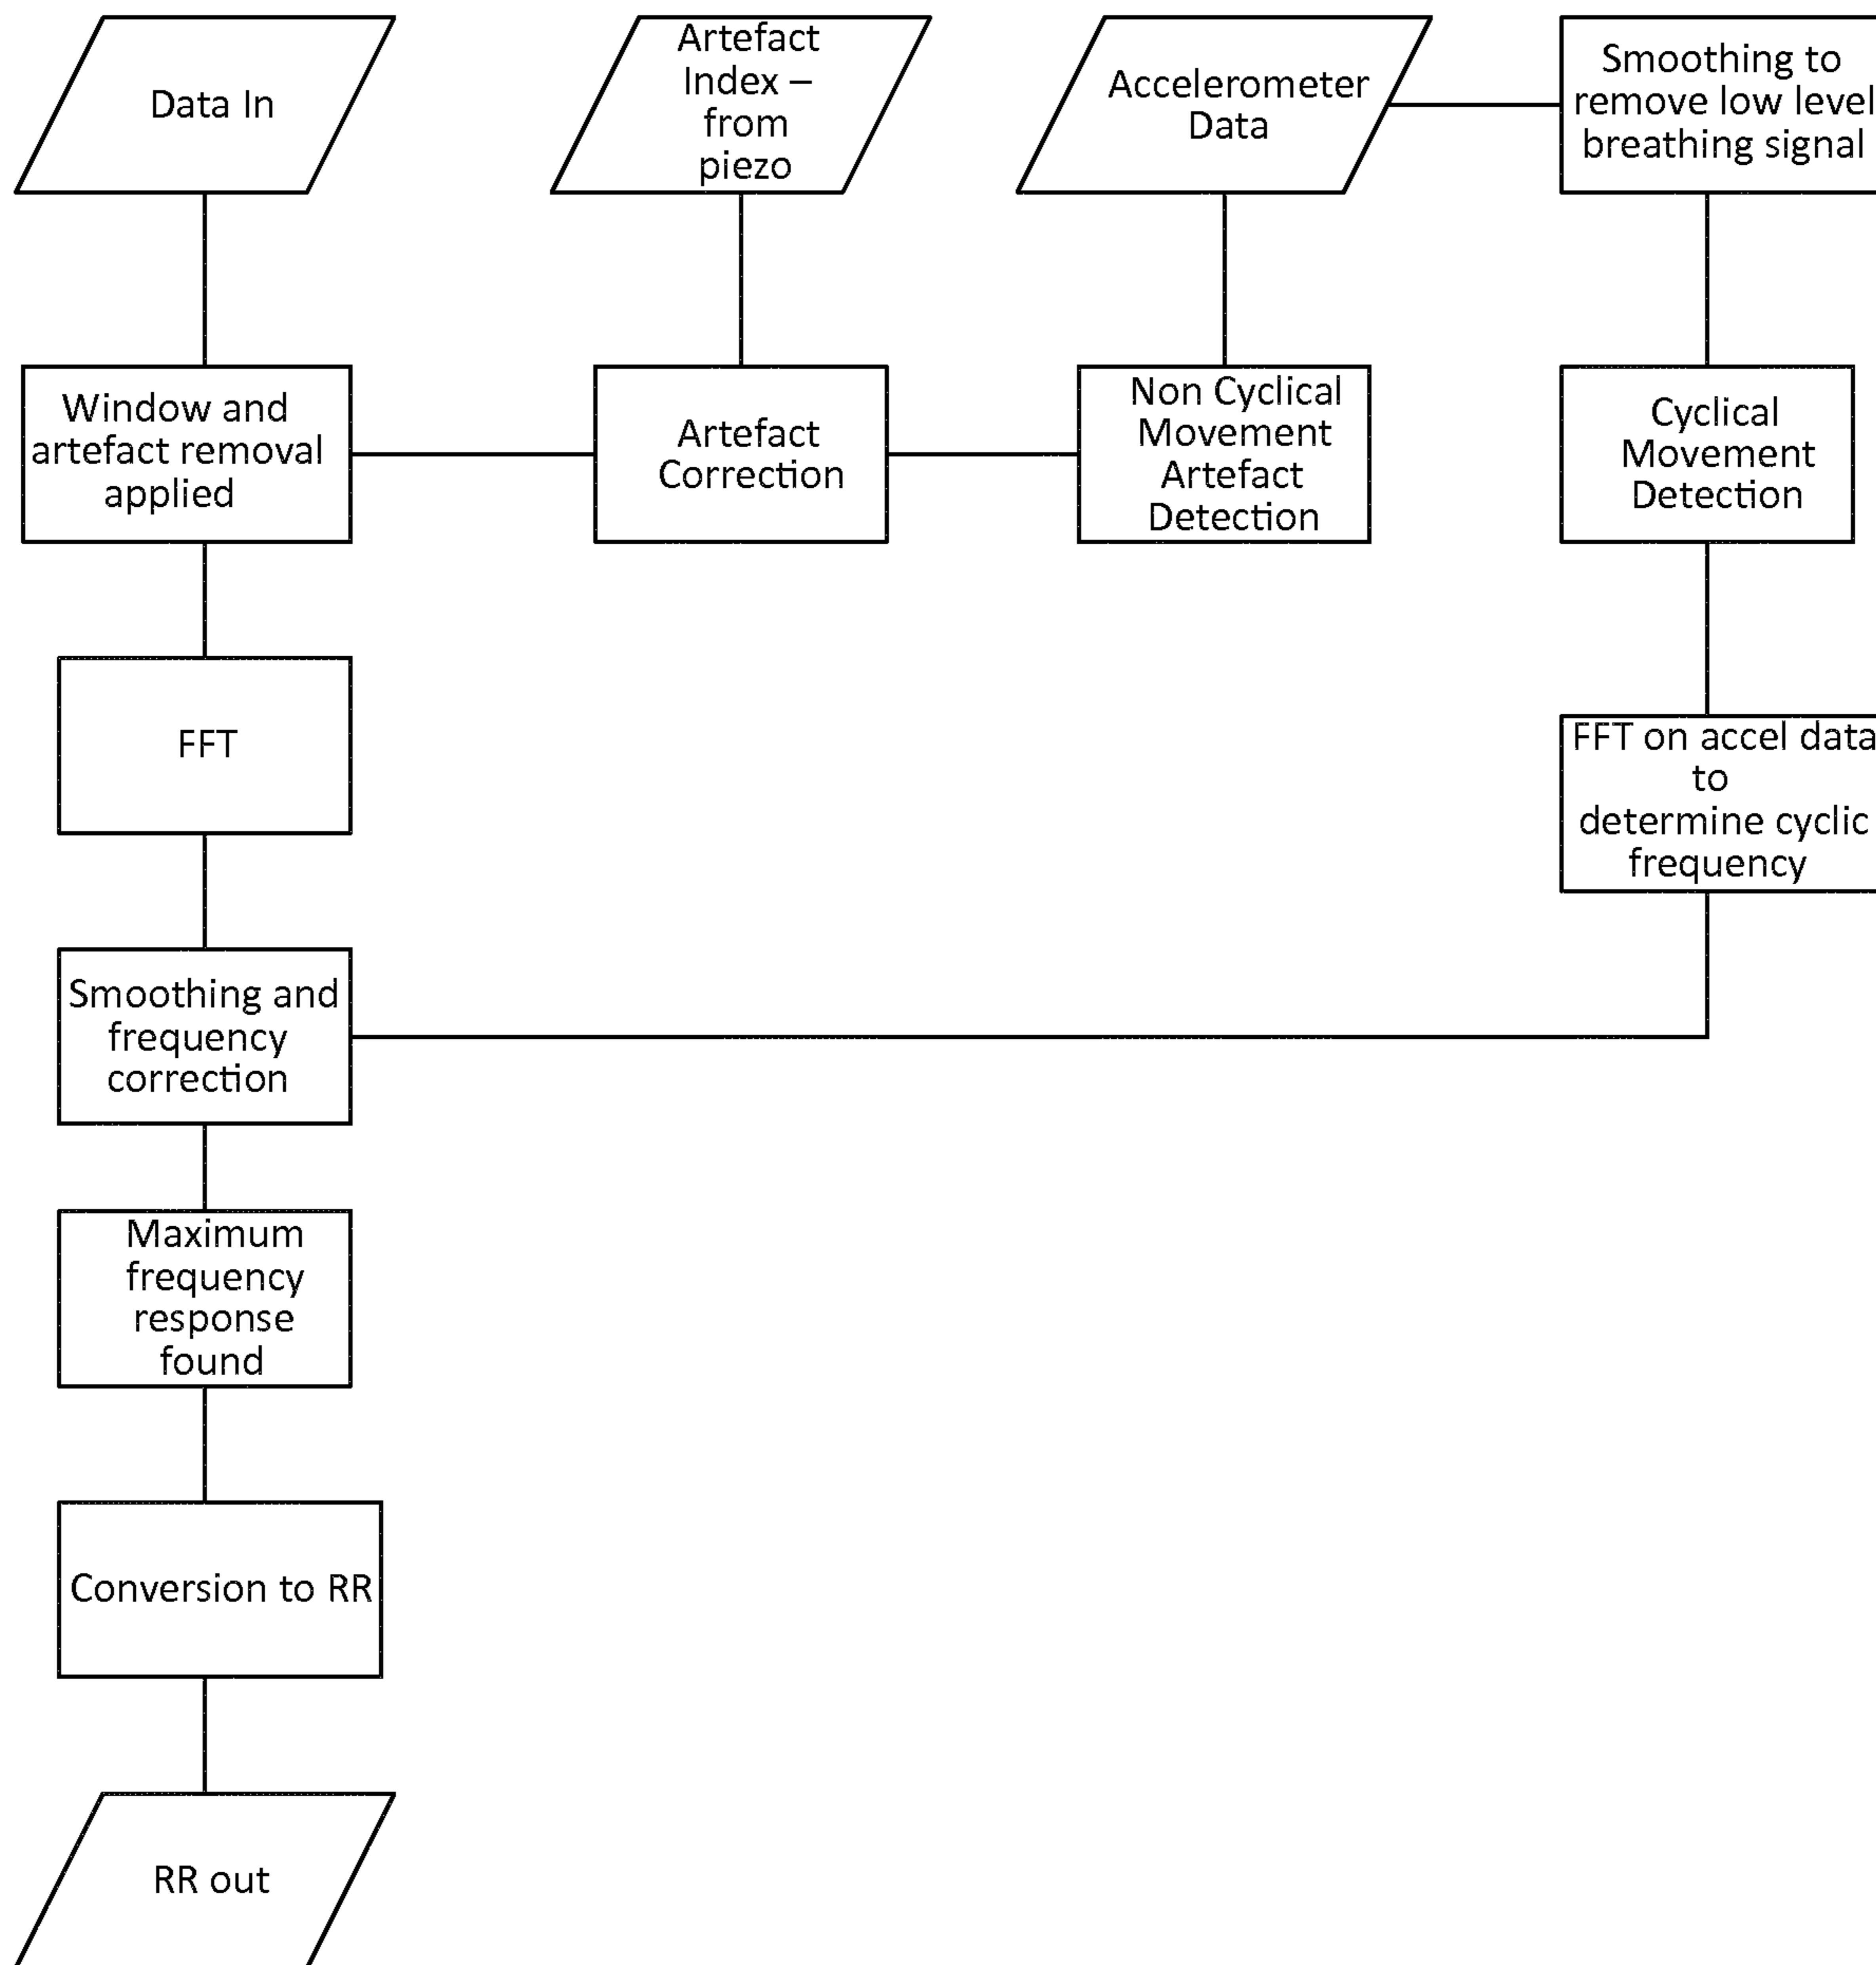 Data In
Artefact
Index –
from
piezo
Accelerometer
Data
Smoothing to
remove low level
breathing signal
Window and
artefact removal
applied
Artefact
Correction
Non Cyclical
Movement
Artefact
Detection
Cyclical
Movement
Detection
FFT
FFT on accel data
to
determine cyclic
frequency
Smoothing and
frequency
correction
Maximum
frequency
response
found
Conversion to RR
RR out